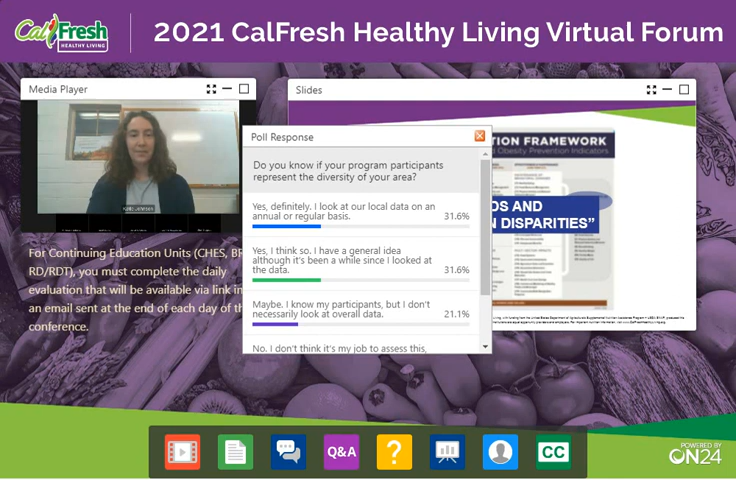 CalFresh
HEALTHY LIVING
2021 CalFresh Healthy Living Virtual Forum
Media Player
Slides
Poll Response
Do you know if your program participants
represent the diversity of your area?
Yes, definitely. I look at our local data on an
annual or regular basis.
31.6%
Yes, I think so. I have a general idea
although it's been a while since I looked at
the data.
31.6%
Maybe. I know my participants, but I don't
necessarily look at overall data.
21.1%
No. I don't think it's my job to assess this,
TION FRAMEWORK
Obesity Prevention Indicators
DS AND
N DISPARITIES”
For Continuing Education Units (CHES,
RD/RDT), you must complete the daily
evaluation that will be available via link in
an email sent at the end of each day of th
conference.
Q&A
?
CC
POWERED BY
ON24